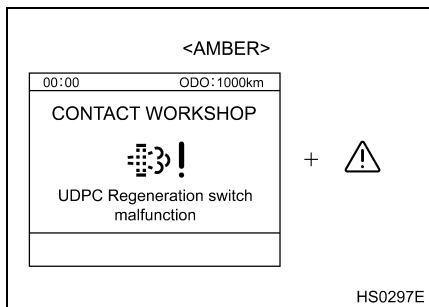 <AMBER>
00:00 ODO:1000km
CONTACT WORKSHOP
UDPC Regeneration switch
malfunction
+
HS0297E